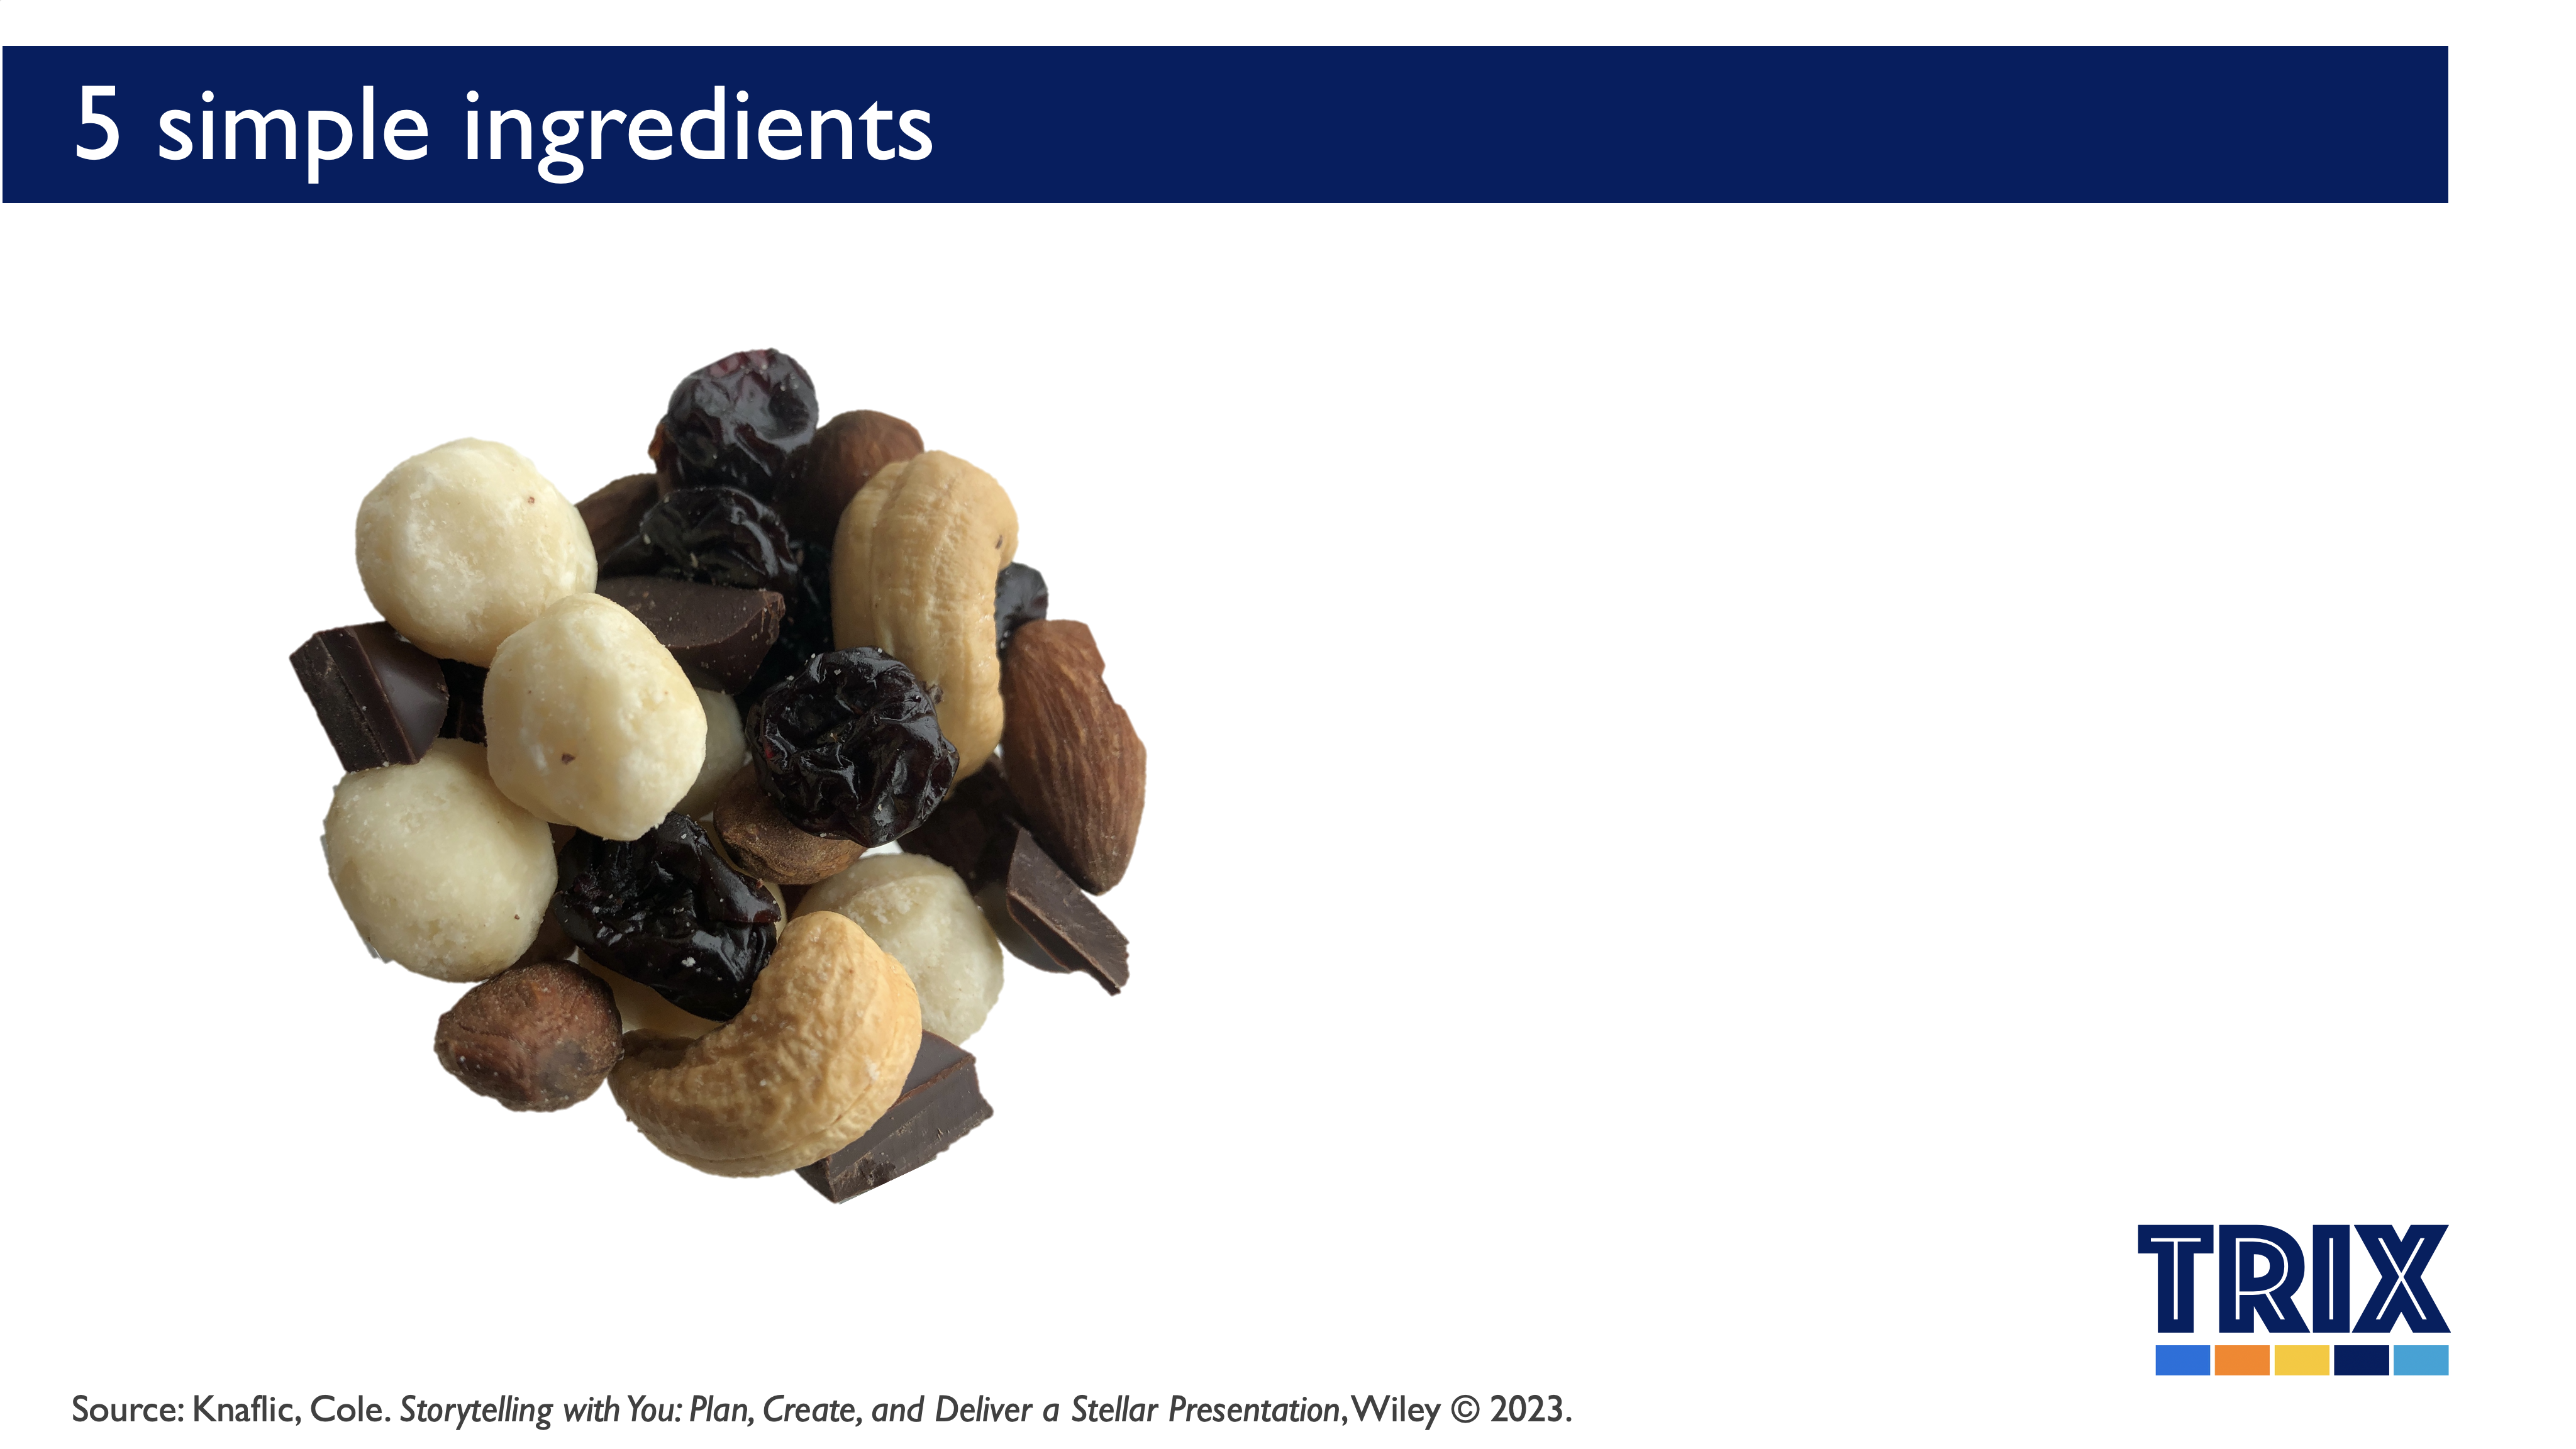 5 simple ingredients
TRIX
Source: Knaflic, Cole. Storytelling with You: Plan, Create, and Deliver a Stellar Presentation, Wiley © 2023.